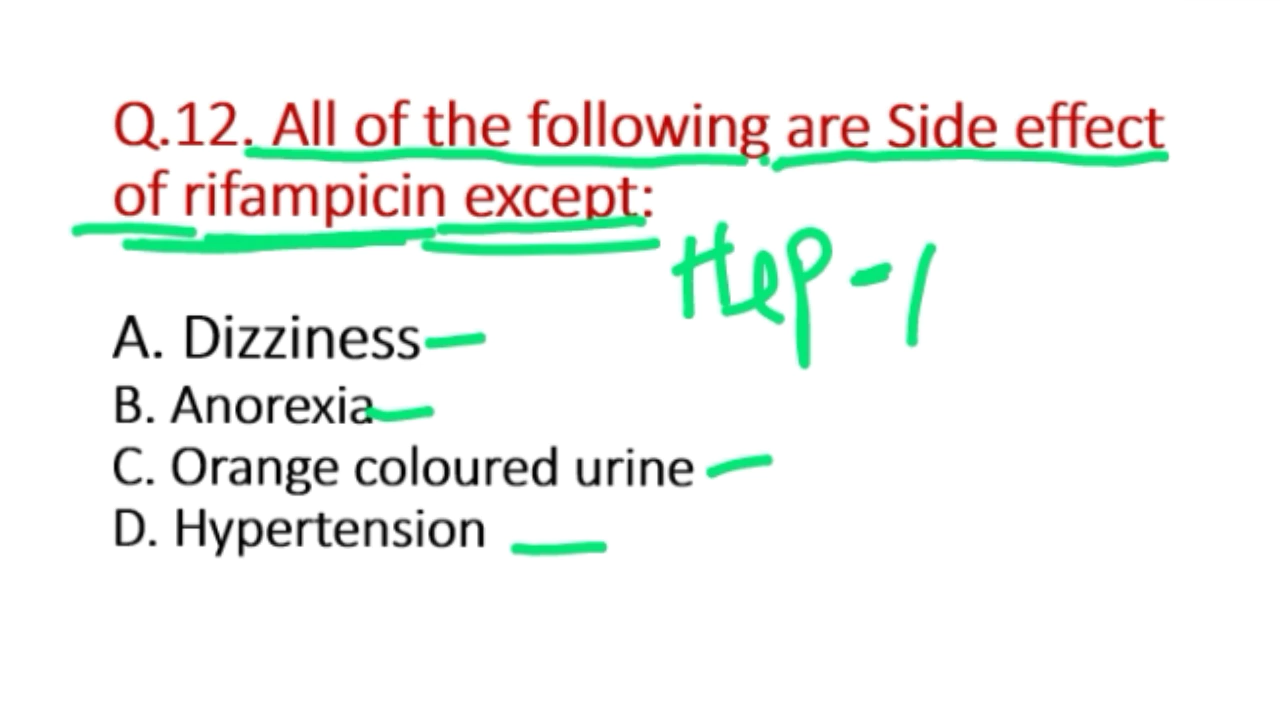 Q.12. All of the following are Side effect
of rifampicin except:
Hep-1
A. Dizziness
B. Anorexia
C. Orange coloured urine
D. Hypertension